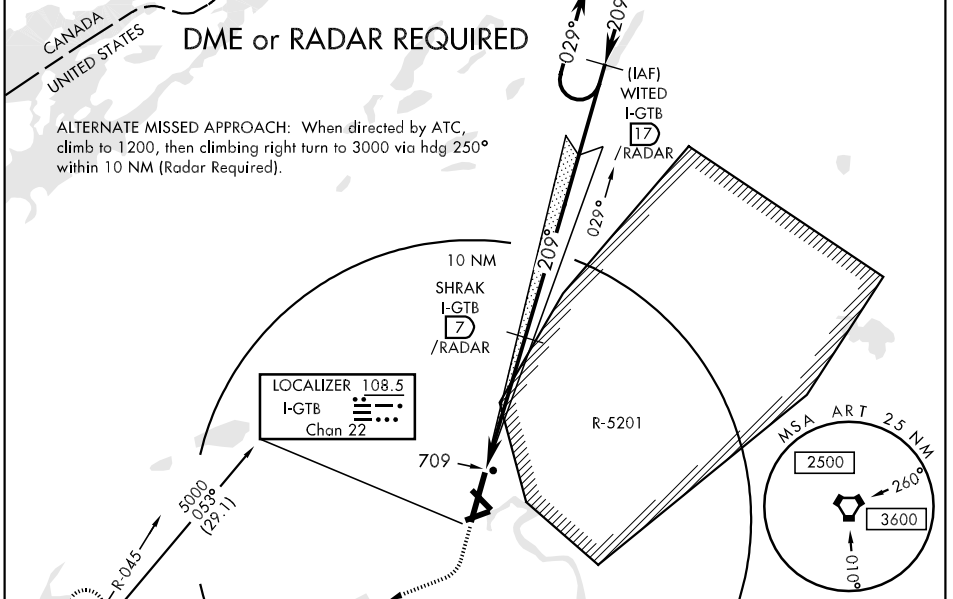 CANADA
UNITED STATES
DME or RADAR REQUIRED
ALTERNATE MISSED APPROACH: When directed by ATC,
climb to 1200, then climbing right turn to 3000 via hdg 250°
within 10 NM (Radar Required).
029°
209°
(IAF)
WITED
I-GTB
17
/RADAR
029°
209°
10 NM
SHRAK
I-GTB
7
/RADAR
LOCALIZER 108.5
I-GTB
Chan 22
R-5201
709
5000
053°
(29.1)
R-045
MSA ART 25 NM
2500
260°
3600
010°